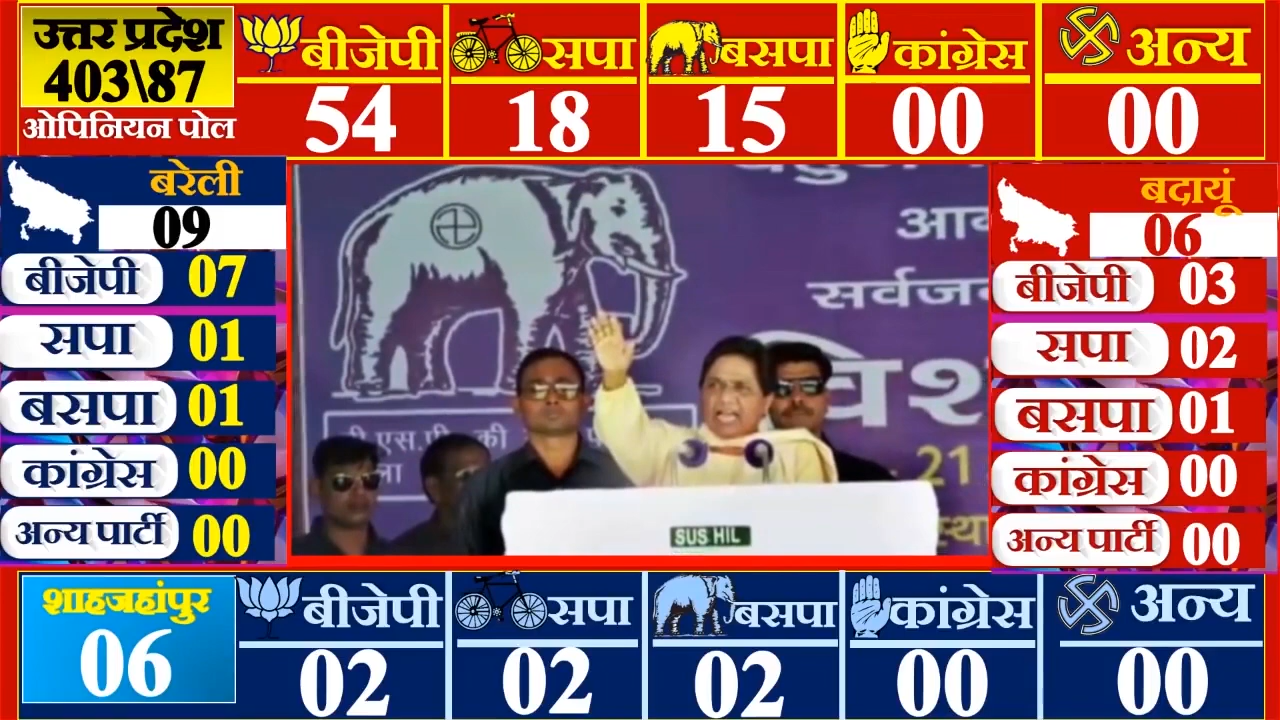 उत्तर प्रदेश
403\87
ओपिनियन पोल
बीजेपी
54
सपा
18
बसपा
15
कांग्रेस
00
अन्य
00
बरेली
09
बीजेपी 07
सपा 01
बसपा 01
कांग्रेस 00
अन्य पार्टी 00
सर्वज
विश
21
SUS HIL
बदायूं
06
बीजेपी 03
सपा 02
बसपा 01
कांग्रेस 00
अन्य पार्टी 00
शाहजहांपुर
06
बीजेपी
02
सपा
02
बसपा
02
कांग्रेस
00
अन्य
00